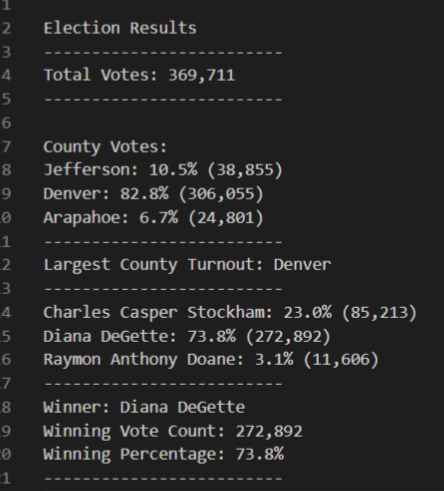 1
2 Election Results
3 -------------------------
4 Total Votes: 369,711
5 -------------------------
6
7 County Votes:
8 Jefferson: 10.5% (38,855)
9 Denver: 82.8% (306,055)
0 Arapahoe: 6.7% (24,801)
1 -------------------------
2 Largest County Turnout: Denver
3 -------------------------
4 Charles Casper Stockham: 23.0% (85,213)
5 Diana DeGette: 73.8% (272,892)
6 Raymon Anthony Doane: 3.1% (11,606)
7 -------------------------
8 Winner: Diana DeGette
9 Winning Vote Count: 272,892
0 Winning Percentage: 73.8%
1 -------------------------